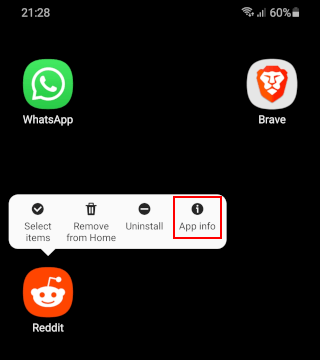 21:28
60%
WhatsApp
Brave
Select
items
Remove
from Home
Uninstall
App info
Reddit